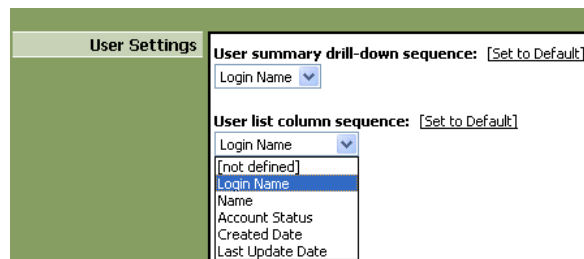 User Settings
User summary drill-down sequence: [Set to Default]
Login Name
User list column sequence: [Set to Default]
Login Name
[not defined]
Login Name
Name
Account Status
Created Date
Last Update Date